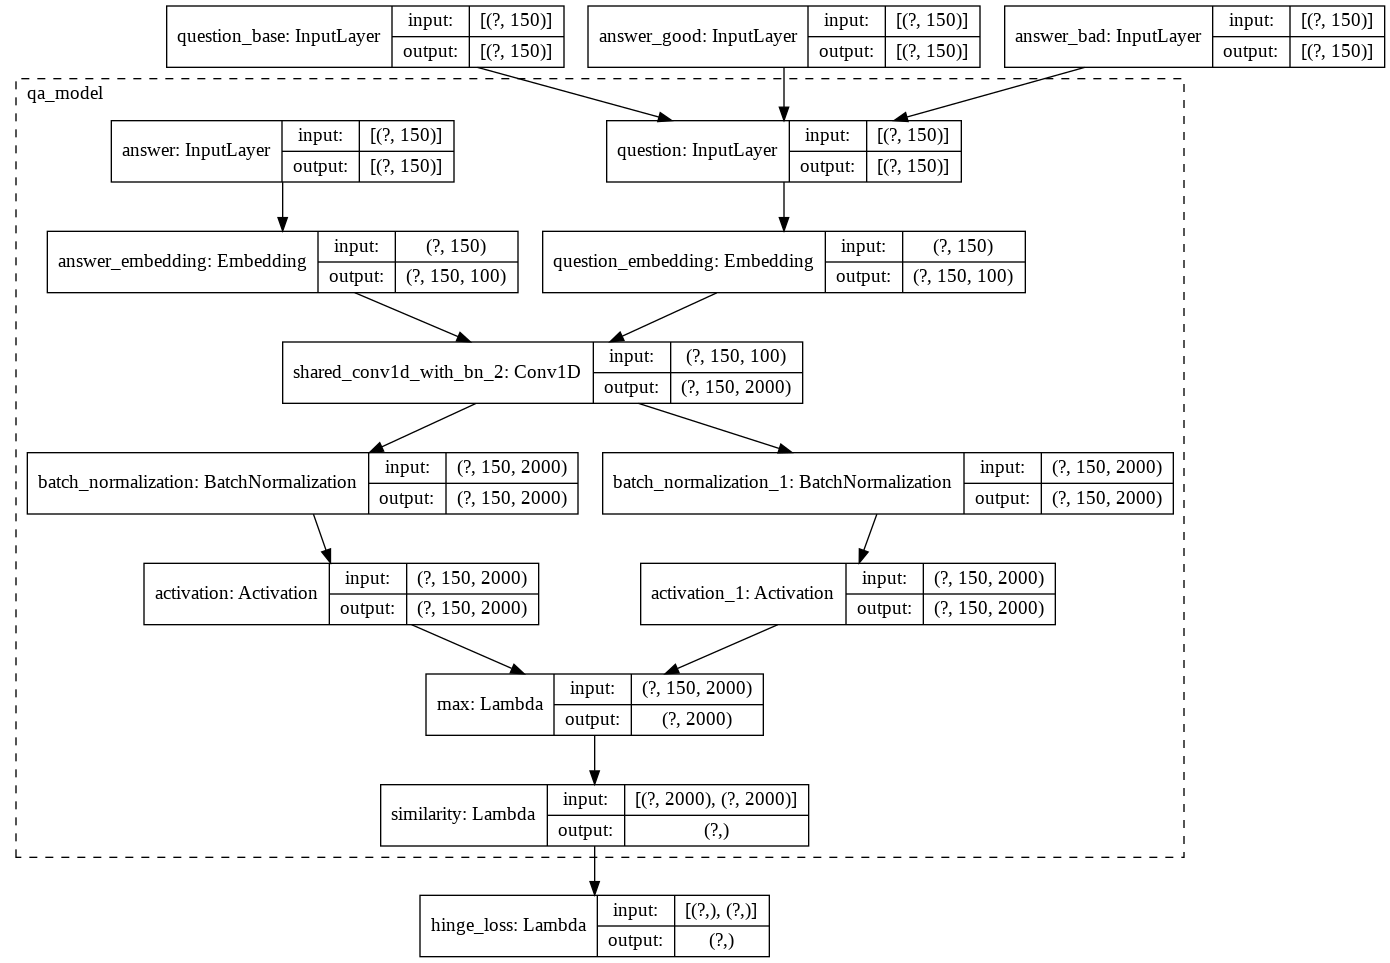 question_base: InputLayer input: [(?, 150)] output: [(?, 150)]
answer_good: InputLayer input: [(?, 150)] output: [(?, 150)]
answer_bad: InputLayer input: [(?, 150)] output: [(?, 150)]
qa_model
answer: InputLayer input: [(?, 150)] output: [(?, 150)]
question: InputLayer input: [(?, 150)] output: [(?, 150)]
answer_embedding: Embedding input: (?, 150) output: (?, 150, 100)
question_embedding: Embedding input: (?, 150) output: (?, 150, 100)
shared_conv1d_with_bn_2: Conv1D input: (?, 150, 100) output: (?, 150, 2000)
batch_normalization: BatchNormalization input: (?, 150, 2000) output: (?, 150, 2000)
batch_normalization_1: BatchNormalization input: (?, 150, 2000) output: (?, 150, 2000)
activation: Activation input: (?, 150, 2000) output: (?, 150, 2000)
activation_1: Activation input: (?, 150, 2000) output: (?, 150, 2000)
max: Lambda input: (?, 150, 2000) output: (?, 2000)
similarity: Lambda input: [(?, 2000), (?, 2000)] output: (?,)
hinge_loss: Lambda input: [(?,), (?,)] output: (?,)